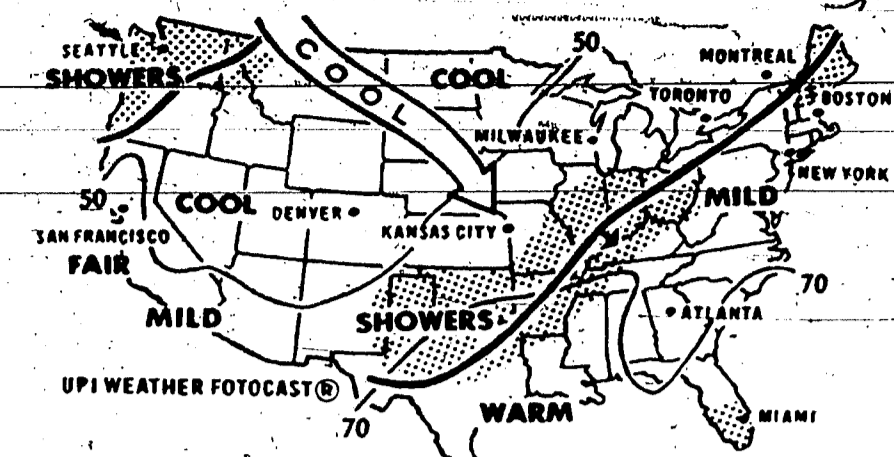 50
SEATTLE
MONTREAL
SHOWERS
COOL
COOL
TORONTO
BOSTON
MILWAUKEE
NEW YORK
50
COOL
DENVER
MILD
KANSAS CITY
SAN FRANCISCO
FAIR
70
MILD
SHOWERS
ATLANTA
UPI WEATHER FOTOCAST®
WARM
MIAMI
70